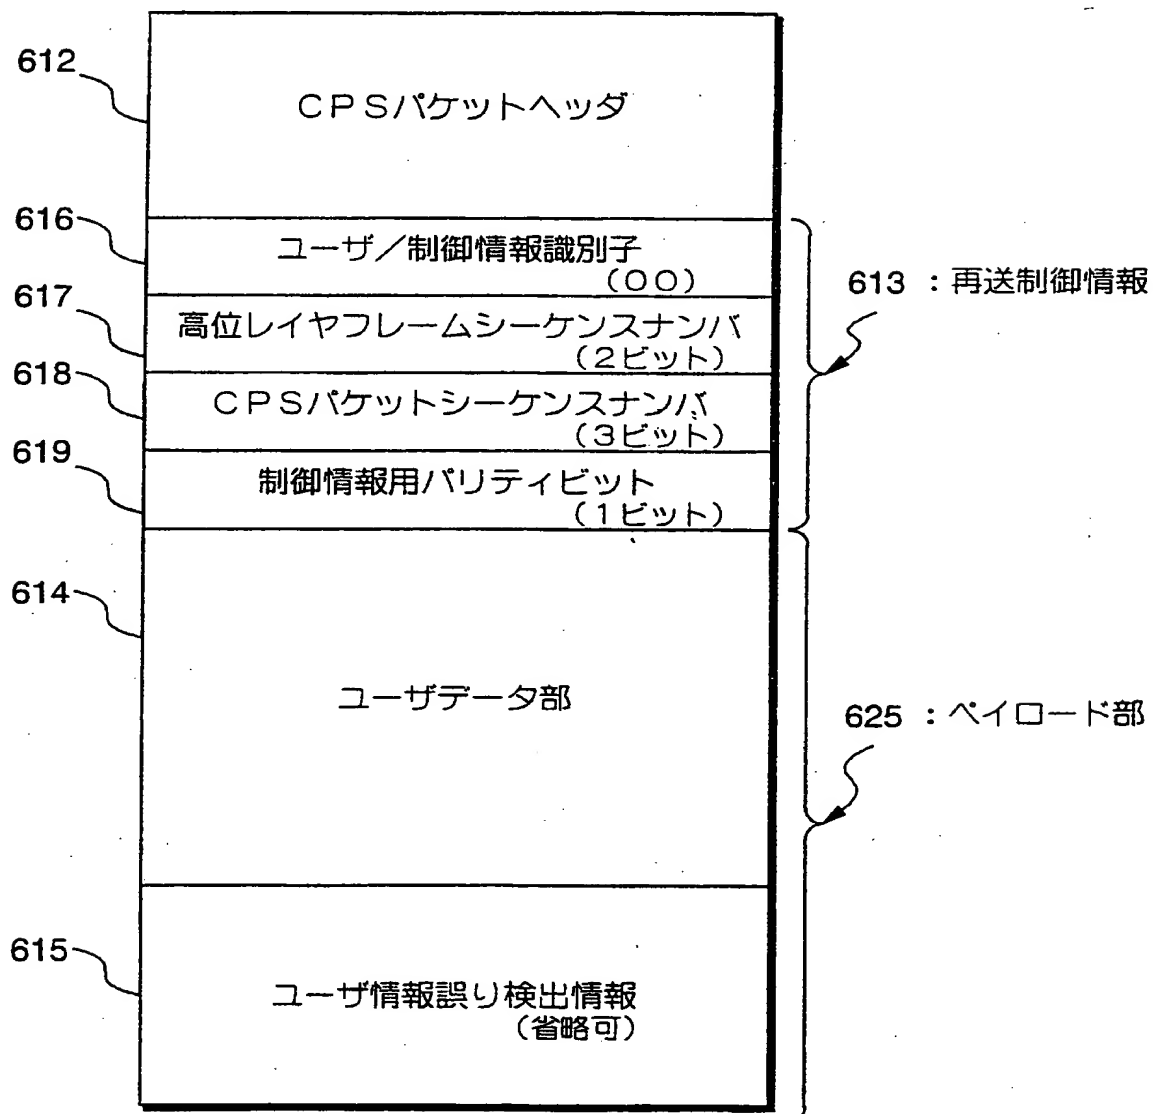 612
CPSパケットヘッダ
616
ユーザ／制御情報識別子
（００）
613 ：再送制御情報
617
高位レイヤフレームシーケンスナンバ
（２ビット）
618
CPSパケットシーケンスナンバ
（３ビット）
619
制御情報用パリティビット
（１ビット）
614
ユーザデータ部
625 ：ペイロード部
615
ユーザ情報誤り検出情報
（省略可）